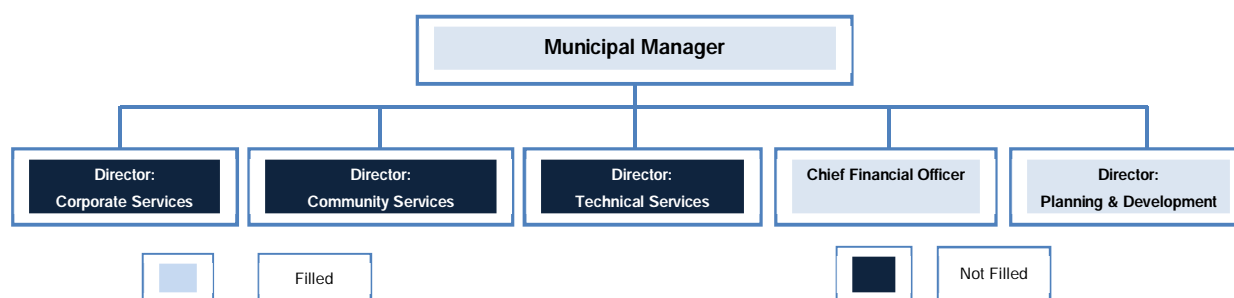 Municipal Manager
Director:
Corporate Services
Director:
Community Services
Director:
Technical Services
Chief Financial Officer
Director:
Planning & Development
Filled
Not Filled